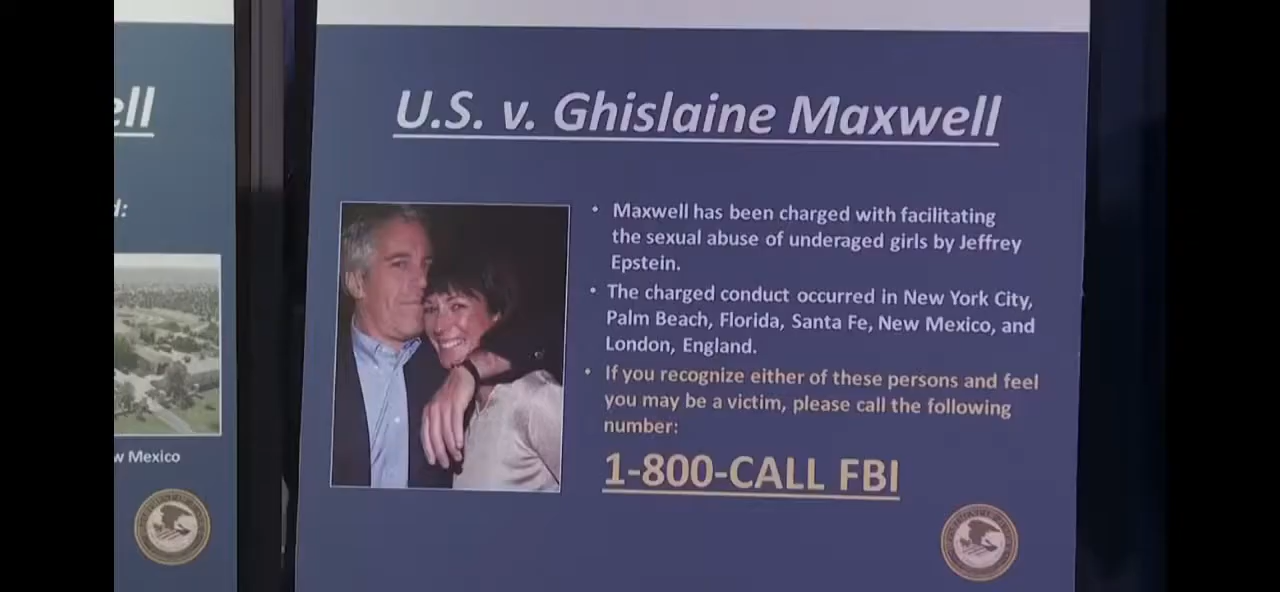 ell
d:
w Mexico
U.S. v. Ghislaine Maxwell
• Maxwell has been charged with facilitating
the sexual abuse of underaged girls by Jeffrey
Epstein.
• The charged conduct occurred in New York City,
Palm Beach, Florida, Santa Fe, New Mexico, and
London, England.
• If you recognize either of these persons and feel
you may be a victim, please call the following
number:
1-800-CALL FBI